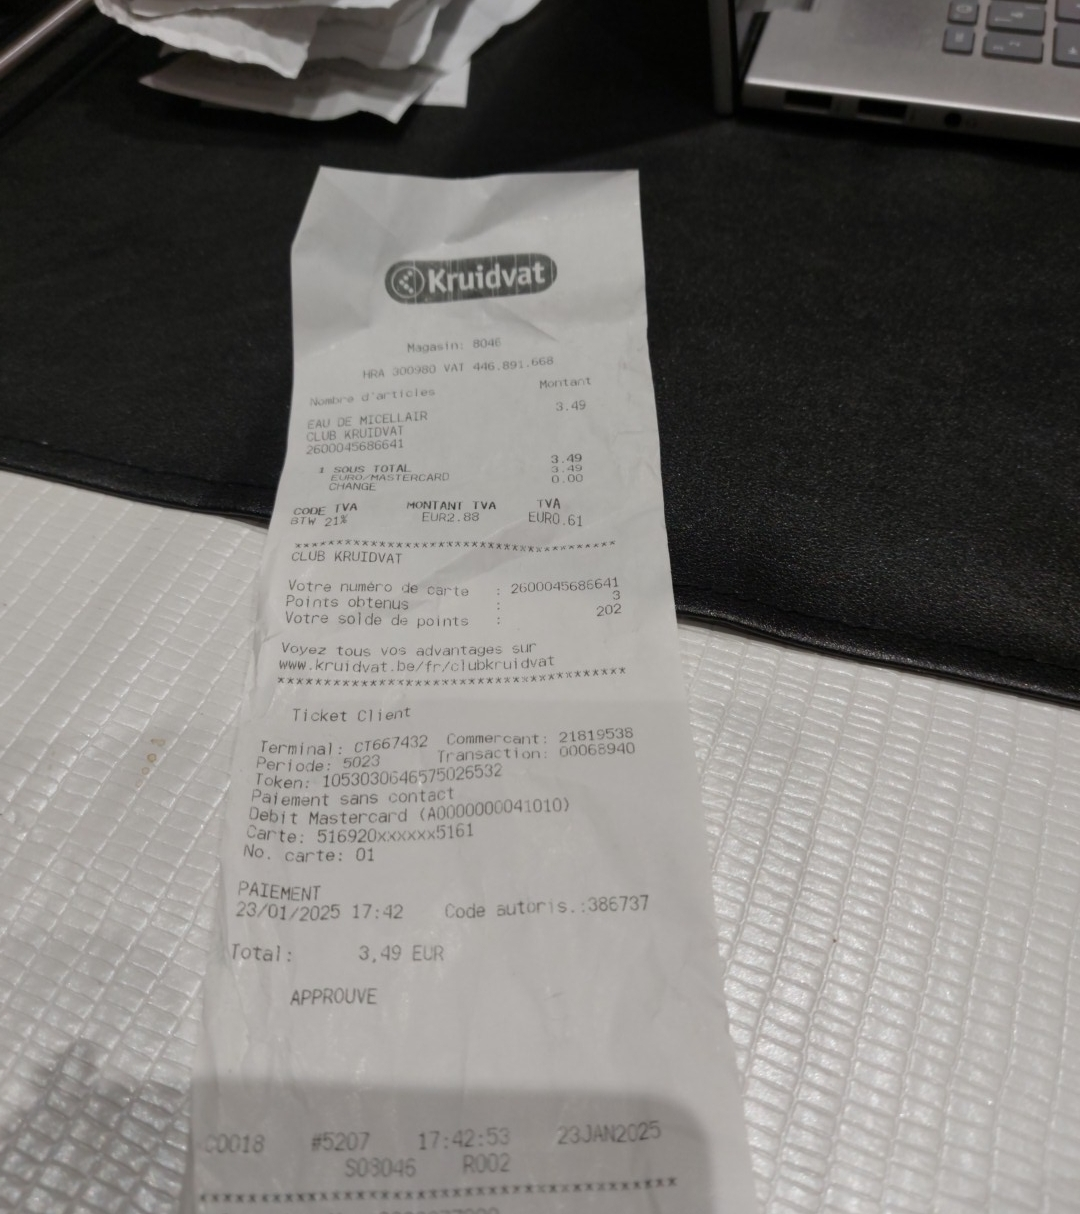 Kruidvat
Magasin: 8046
HRA 300980 VAT 446.891.668
Nombre d'articles Montant
EAU DE MICELLAIR 3.49
CLUB KRUIDVAT
2600045686641
1 SOUS TOTAL 3.49
EURO/MASTERCARD 3.49
CHANGE 0.00
CODE TVA MONTANT TVA TVA
BTW 21% EUR2.88 EUR0.61
****************************************
CLUB KRUIDVAT
Votre numéro de carte : 2600045686641
Points obtenus : 3
Votre solde de points : 202
Voyez tous vos advantages sur
www.kruidvat.be/fr/clubkruidvat
****************************************
Ticket Client
Terminal: CT667432 Commercant: 21819538
Periode: 5023 Transaction: 00068940
Token: 1053030646575026532
Paiement sans contact
Debit Mastercard (A0000000041010)
Carte: 516920xxxxxx5161
No. carte: 01
PAIEMENT
23/01/2025 17:42 Code autoris.:386737
Total: 3,49 EUR
APPROUVE
C0018 #5207 17:42:53 23JAN2025
S08046 R002
****************************************